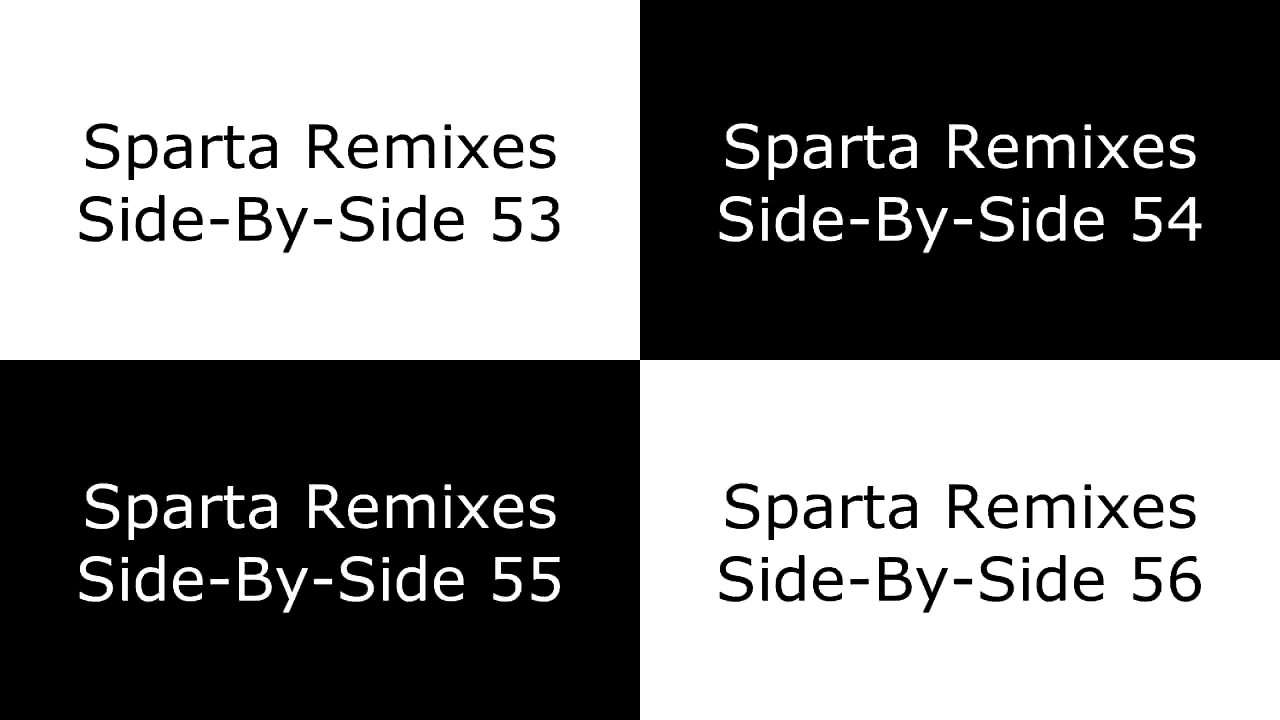 Sparta Remixes
Side-By-Side 53
Sparta Remixes
Side-By-Side 54
Sparta Remixes
Side-By-Side 55
Sparta Remixes
Side-By-Side 56